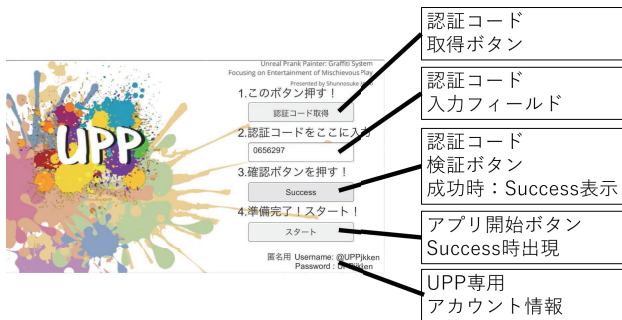 Unreal Prank Painter: Graffiti System
Focusing on Entertainment of Mischievous Play
Presented by Shunnosuke
UPP
1.このボタン押す！
認証コード取得
2.認証コードをここに入力
0656297
3.確認ボタンを押す！
Success
4.準備完了！スタート！
スタート
匿名用 Username: @UPPjkken
Password :
認証コード
取得ボタン
認証コード
入力フィールド
認証コード
検証ボタン
成功時：Success表示
アプリ開始ボタン
Success時出現
UPP専用
アカウント情報